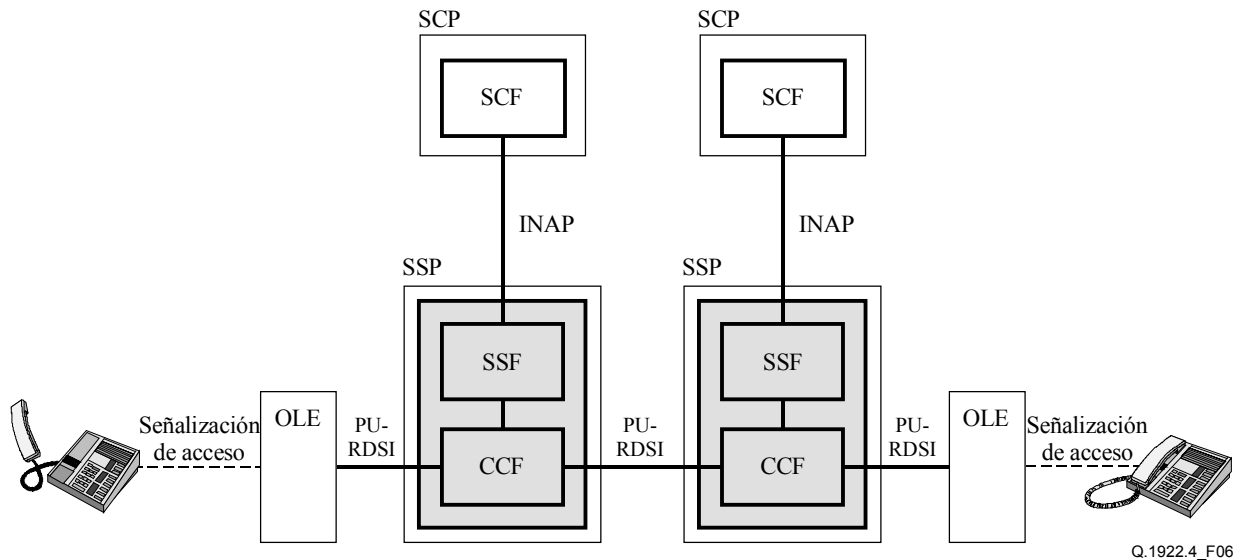 SCP
SCP
SCF
SCF
INAP
INAP
SSP
SSP
SSF
SSF
Señalización
de acceso
OLE
PU-
RDSI
CCF
PU-
RDSI
CCF
PU-
RDSI
OLE
Señalización
de acceso
Q.1922.4_F06